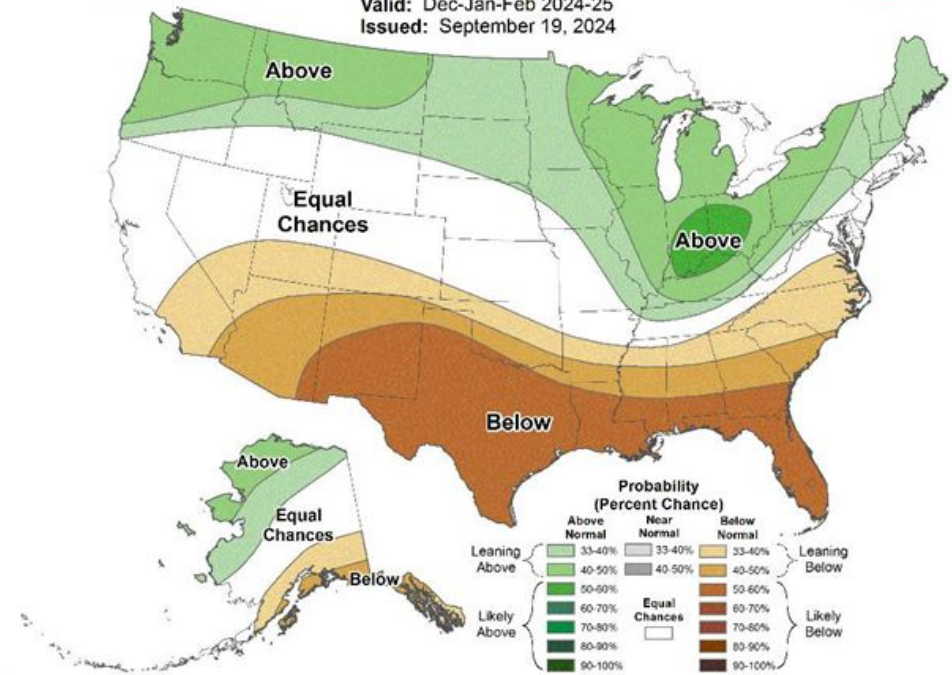 Valid: Dec-Jan-Feb 2024-25
Issued: September 19, 2024
Above
Equal
Chances
Above
Below
Above
Equal
Chances
Below
Probability
(Percent Chance)
Above
Normal
Near
Normal
Below
Normal
Leaning
Above
33-40%
40-50%
33-40%
40-50%
33-40%
40-50%
Leaning
Below
Likely
Above
50-60%
60-70%
70-80%
80-90%
90-100%
Equal
Chances
50-60%
60-70%
70-80%
80-90%
90-100%
Likely
Below